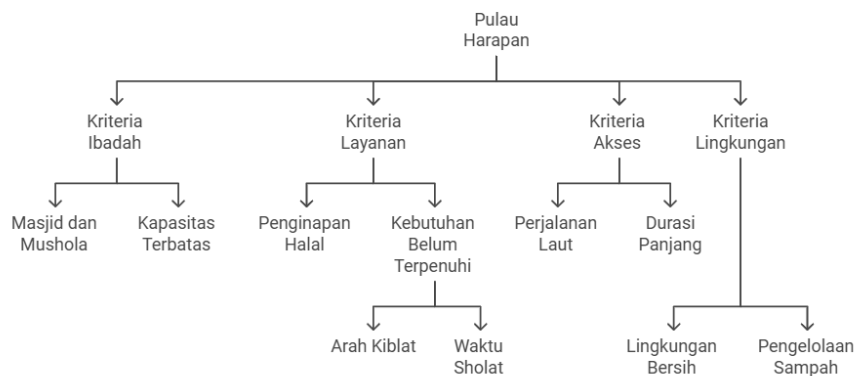 Pulau
Harapan
Kriteria
Ibadah
Kriteria
Layanan
Kriteria
Akses
Kriteria
Lingkungan
Masjid dan
Mushola
Kapasitas
Terbatas
Penginapan
Halal
Kebutuhan
Belum
Terpenuhi
Perjalanan
Laut
Durasi
Panjang
Arah Kiblat
Waktu
Sholat
Lingkungan
Bersih
Pengelolaan
Sampah